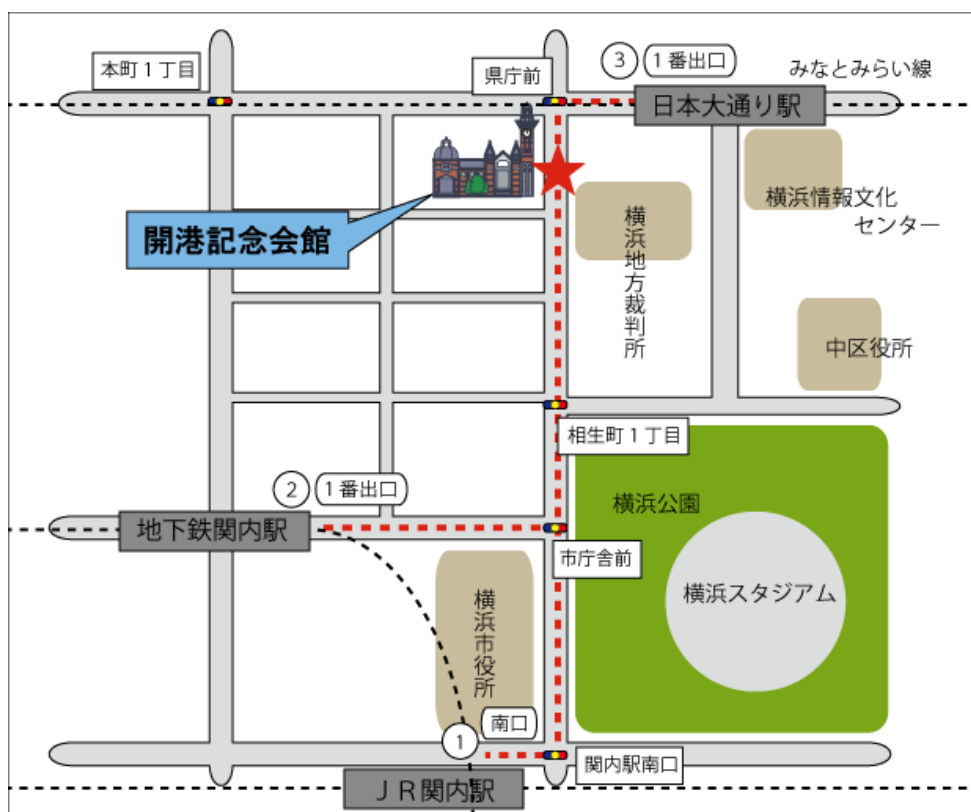 本町1丁目
県庁前
3
1番出口
みなとみらい線
日本大通り駅
横浜情報文化
センター
開港記念会館
横浜地方裁判所
中区役所
相生町1丁目
2
1番出口
横浜公園
地下鉄関内駅
市庁舎前
横浜スタジアム
横浜市役所
南口
1
関内駅南口
JR関内駅